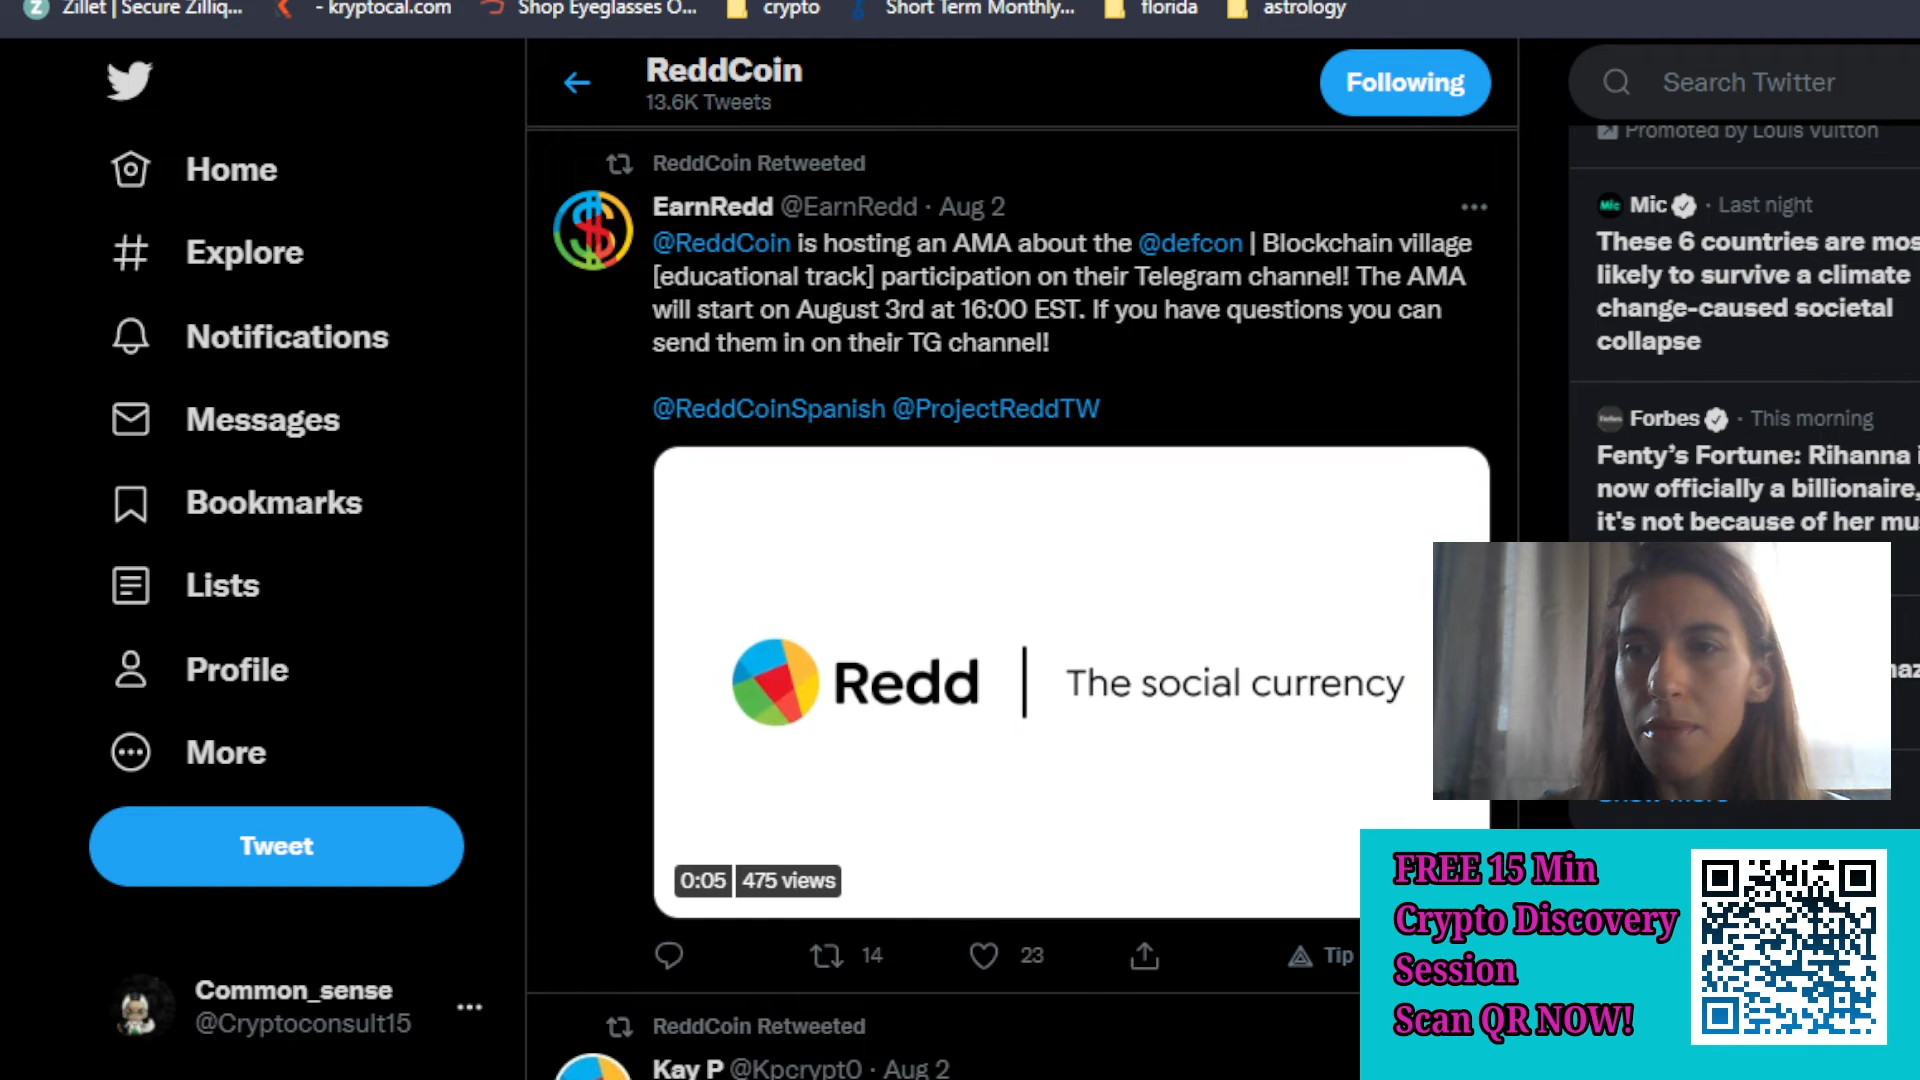 Zillet | Secure Zilliq...
- kryptocal.com
Shop Eyeglasses O...
crypto
Short Term Monthly...
florida
astrology
ReddCoin
13.6K Tweets
Following
Search Twitter
Home
Explore
Notifications
Messages
Bookmarks
Lists
Profile
More
Tweet
Common_sense
@Cryptoconsult15
ReddCoin Retweeted
EarnRedd @EarnRedd · Aug 2
@ReddCoin is hosting an AMA about the @defcon | Blockchain village
[educational track] participation on their Telegram channel! The AMA
will start on August 3rd at 16:00 EST. If you have questions you can
send them in on their TG channel!
@ReddCoinSpanish @ProjectReddTW
Redd | The social currency
0:05 475 views
14
23
Tip
ReddCoin Retweeted
Kay P @Kpcrypt0 · Aug 2
Promoted by Louis Vuitton
Mic · Last night
These 6 countries are mos
likely to survive a climate
change-caused societal
collapse
Forbes · This morning
Fenty's Fortune: Rihanna i
now officially a billionaire,
it's not because of her mu
FREE 15 Min
Crypto Discovery
Session
Scan QR NOW!